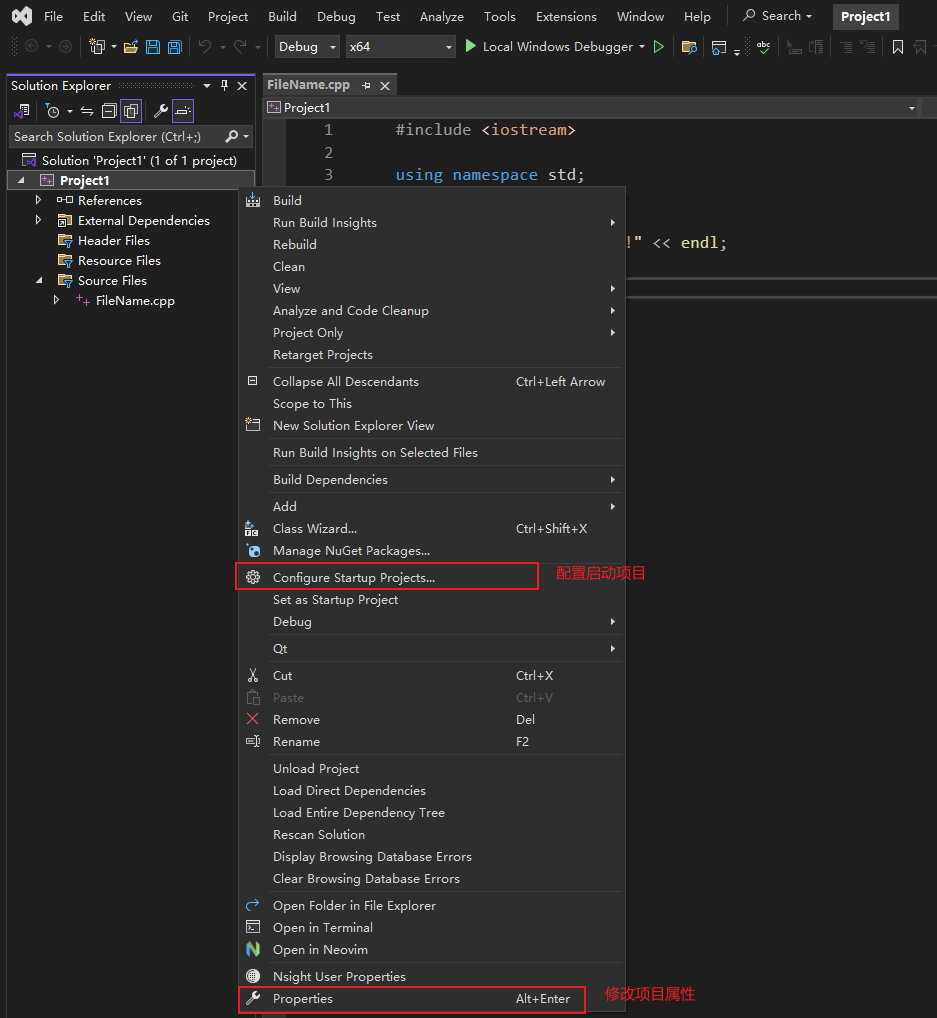 File Edit View Git Project Build Debug Test Analyze Tools Extensions Window Help Search Project1
Debug x64 Local Windows Debugger
Solution Explorer
Search Solution Explorer (Ctrl+;)
Solution 'Project1' (1 of 1 project)
Project1
References
External Dependencies
Header Files
Resource Files
Source Files
FileName.cpp
FileName.cpp
Project1
1 #include <iostream>
2
3 using namespace std;
!" << endl;
Build
Run Build Insights
Rebuild
Clean
View
Analyze and Code Cleanup
Project Only
Retarget Projects
Collapse All Descendants Ctrl+Left Arrow
Scope to This
New Solution Explorer View
Run Build Insights on Selected Files
Build Dependencies
Add
Class Wizard... Ctrl+Shift+X
Manage NuGet Packages...
Configure Startup Projects... 配置启动项目
Set as Startup Project
Debug
Qt
Cut Ctrl+X
Paste Ctrl+V
Remove Del
Rename F2
Unload Project
Load Direct Dependencies
Load Entire Dependency Tree
Rescan Solution
Display Browsing Database Errors
Clear Browsing Database Errors
Open Folder in File Explorer
Open in Terminal
Open in Neovim
Nsight User Properties
Properties Alt+Enter 修改项目属性